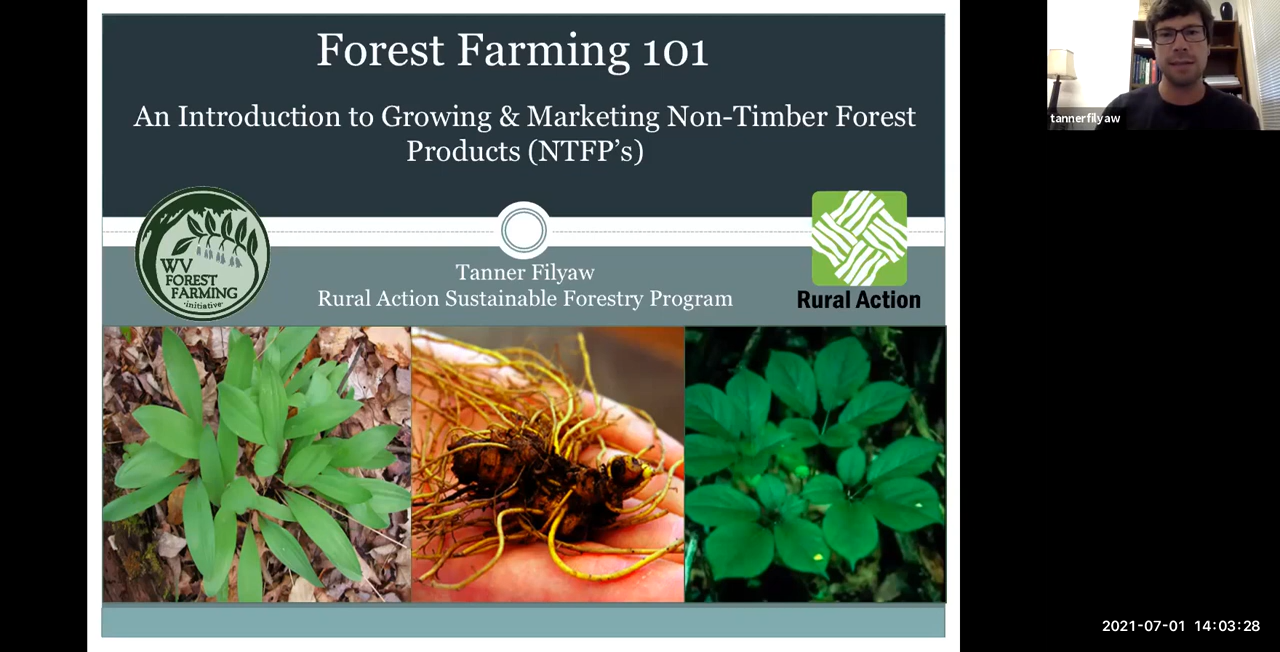 Forest Farming 101
An Introduction to Growing & Marketing Non-Timber Forest
Products (NTFP’s)
WV
FOREST
FARMING
·initiative·
Tanner Filyaw
Rural Action Sustainable Forestry Program
Rural Action
tannerfilyaw
2021-07-01 14:03:28